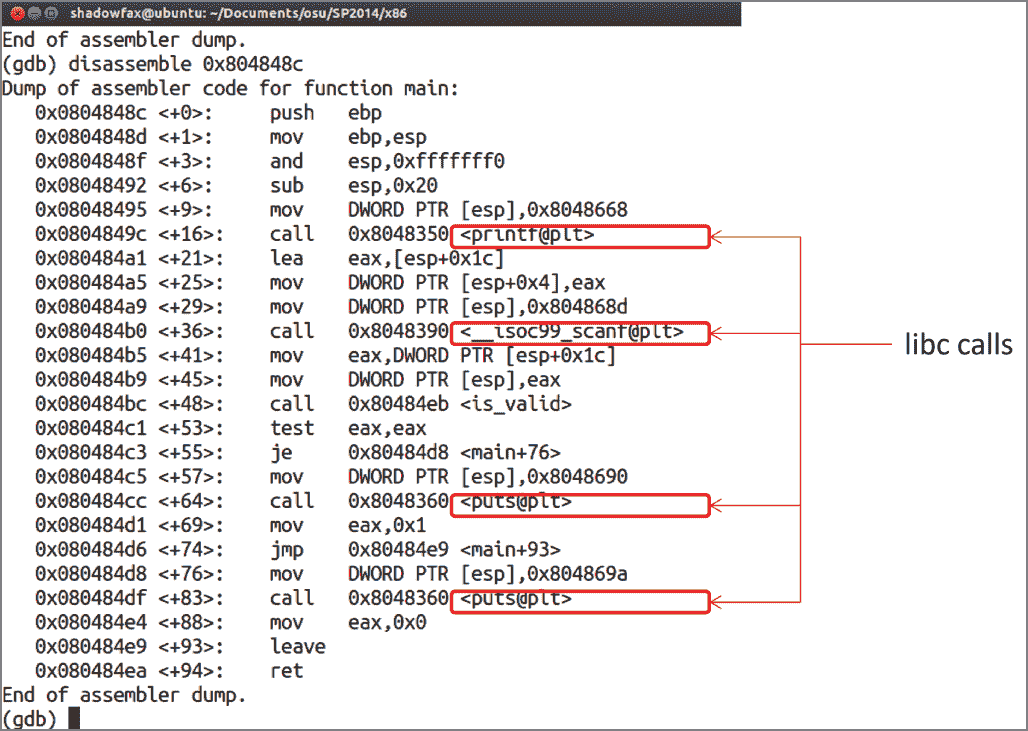 shadowfax@ubuntu: ~/Documents/osu/SP2014/x86
End of assembler dump.
(gdb) disassemble 0x804848c
Dump of assembler code for function main:
0x0804848c <+0>: push ebp
0x0804848d <+1>: mov ebp,esp
0x0804848f <+3>: and esp,0xfffffff0
0x08048492 <+6>: sub esp,0x20
0x08048495 <+9>: mov DWORD PTR [esp],0x8048668
0x0804849c <+16>: call 0x8048350 <printf@plt>
0x080484a1 <+21>: lea eax,[esp+0x1c]
0x080484a5 <+25>: mov DWORD PTR [esp+0x4],eax
0x080484a9 <+29>: mov DWORD PTR [esp],0x804868d
0x080484b0 <+36>: call 0x8048390 <__isoc99_scanf@plt>
0x080484b5 <+41>: mov eax,DWORD PTR [esp+0x1c]
0x080484b9 <+45>: mov DWORD PTR [esp],eax
0x080484bc <+48>: call 0x80484eb <is_valid>
0x080484c1 <+53>: test eax,eax
0x080484c3 <+55>: je 0x80484d8 <main+76>
0x080484c5 <+57>: mov DWORD PTR [esp],0x8048690
0x080484cc <+64>: call 0x8048360 <puts@plt>
0x080484d1 <+69>: mov eax,0x1
0x080484d6 <+74>: jmp 0x80484e9 <main+93>
0x080484d8 <+76>: mov DWORD PTR [esp],0x804869a
0x080484df <+83>: call 0x8048360 <puts@plt>
0x080484e4 <+88>: mov eax,0x0
0x080484e9 <+93>: leave
0x080484ea <+94>: ret
End of assembler dump.
(gdb)
libc calls